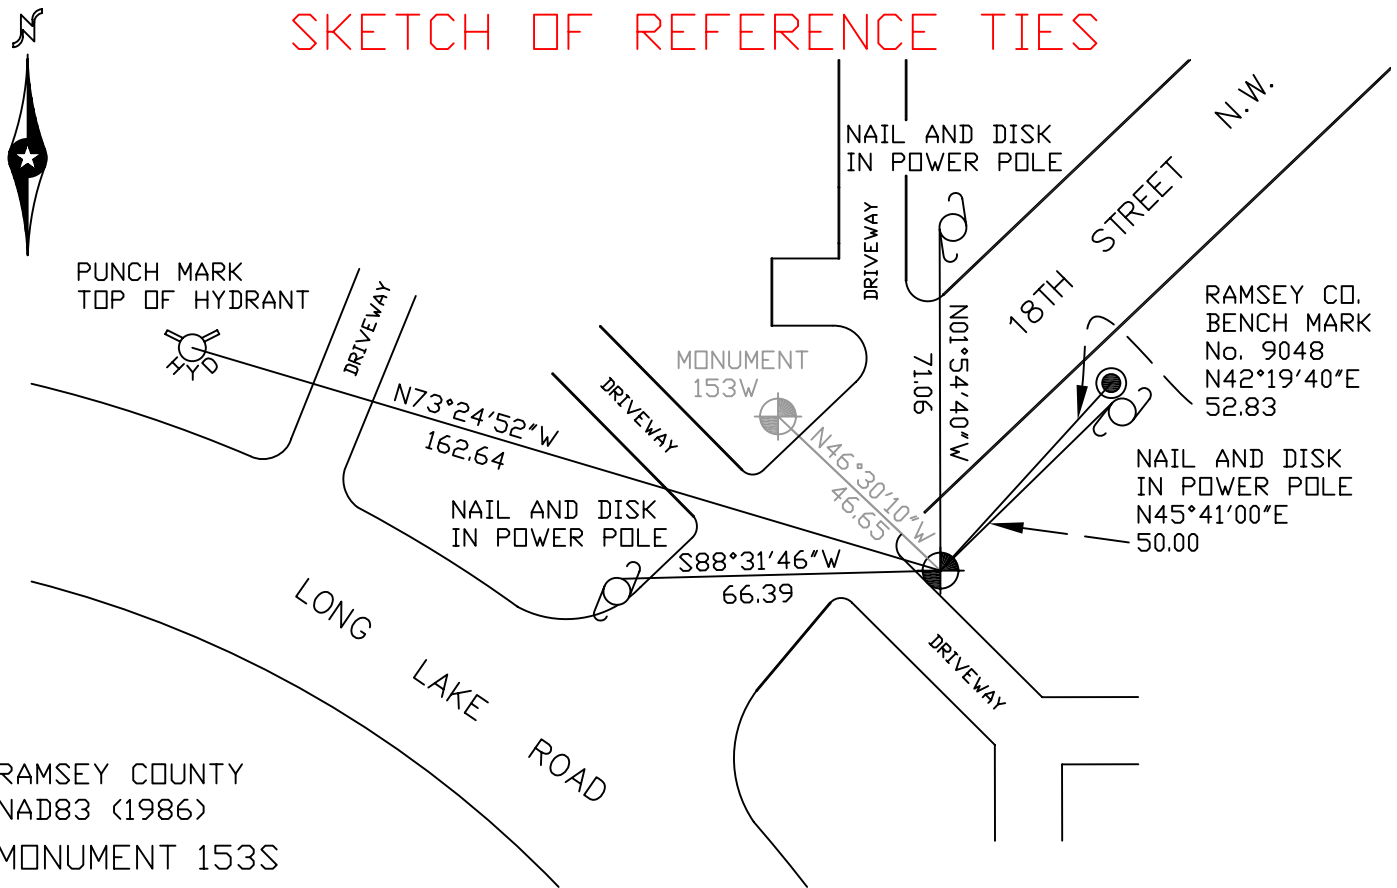 N
SKETCH OF REFERENCE TIES
N.W.
NAIL AND DISK
IN POWER POLE
STREET
18TH
DRIVEWAY
PUNCH MARK
TOP OF HYDRANT
HYD
DRIVEWAY
RAMSEY CO.
BENCH MARK
No. 9048
N42°19'40"E
52.83
N01°54'40"W
71.06
MONUMENT
153W
DRIVEWAY
N73°24'52"W
162.64
N46°30'10"W
46.65
NAIL AND DISK
IN POWER POLE
N45°41'00"E
50.00
NAIL AND DISK
IN POWER POLE
S88°31'46"W
66.39
LONG
LAKE
ROAD
DRIVEWAY
RAMSEY COUNTY
NAD83 (1986)
MONUMENT 153S